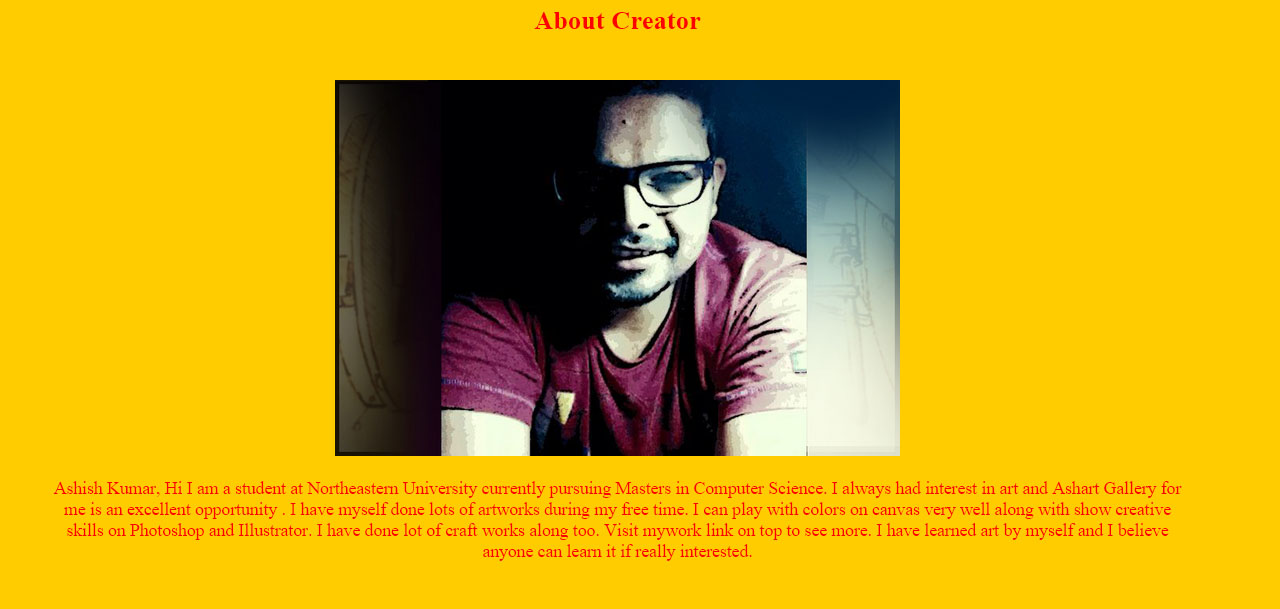 About Creator
Ashish Kumar, Hi I am a student at Northeastern University currently pursuing Masters in Computer Science. I always had interest in art and Ashart Gallery for
me is an excellent opportunity . I have myself done lots of artworks during my free time. I can play with colors on canvas very well along with show creative
skills on Photoshop and Illustrator. I have done lot of craft works along too. Visit mywork link on top to see more. I have learned art by myself and I believe
anyone can learn it if really interested.